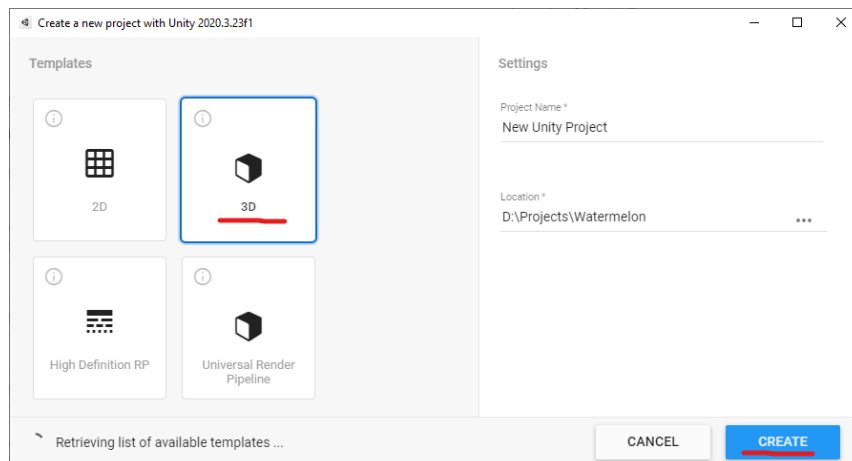 Create a new project with Unity 2020.3.23f1
Templates
2D
3D
High Definition RP
Universal Render
Pipeline
Settings
Project Name *
New Unity Project
Location *
D:\Projects\Watermelon
Retrieving list of available templates ...
CANCEL
CREATE